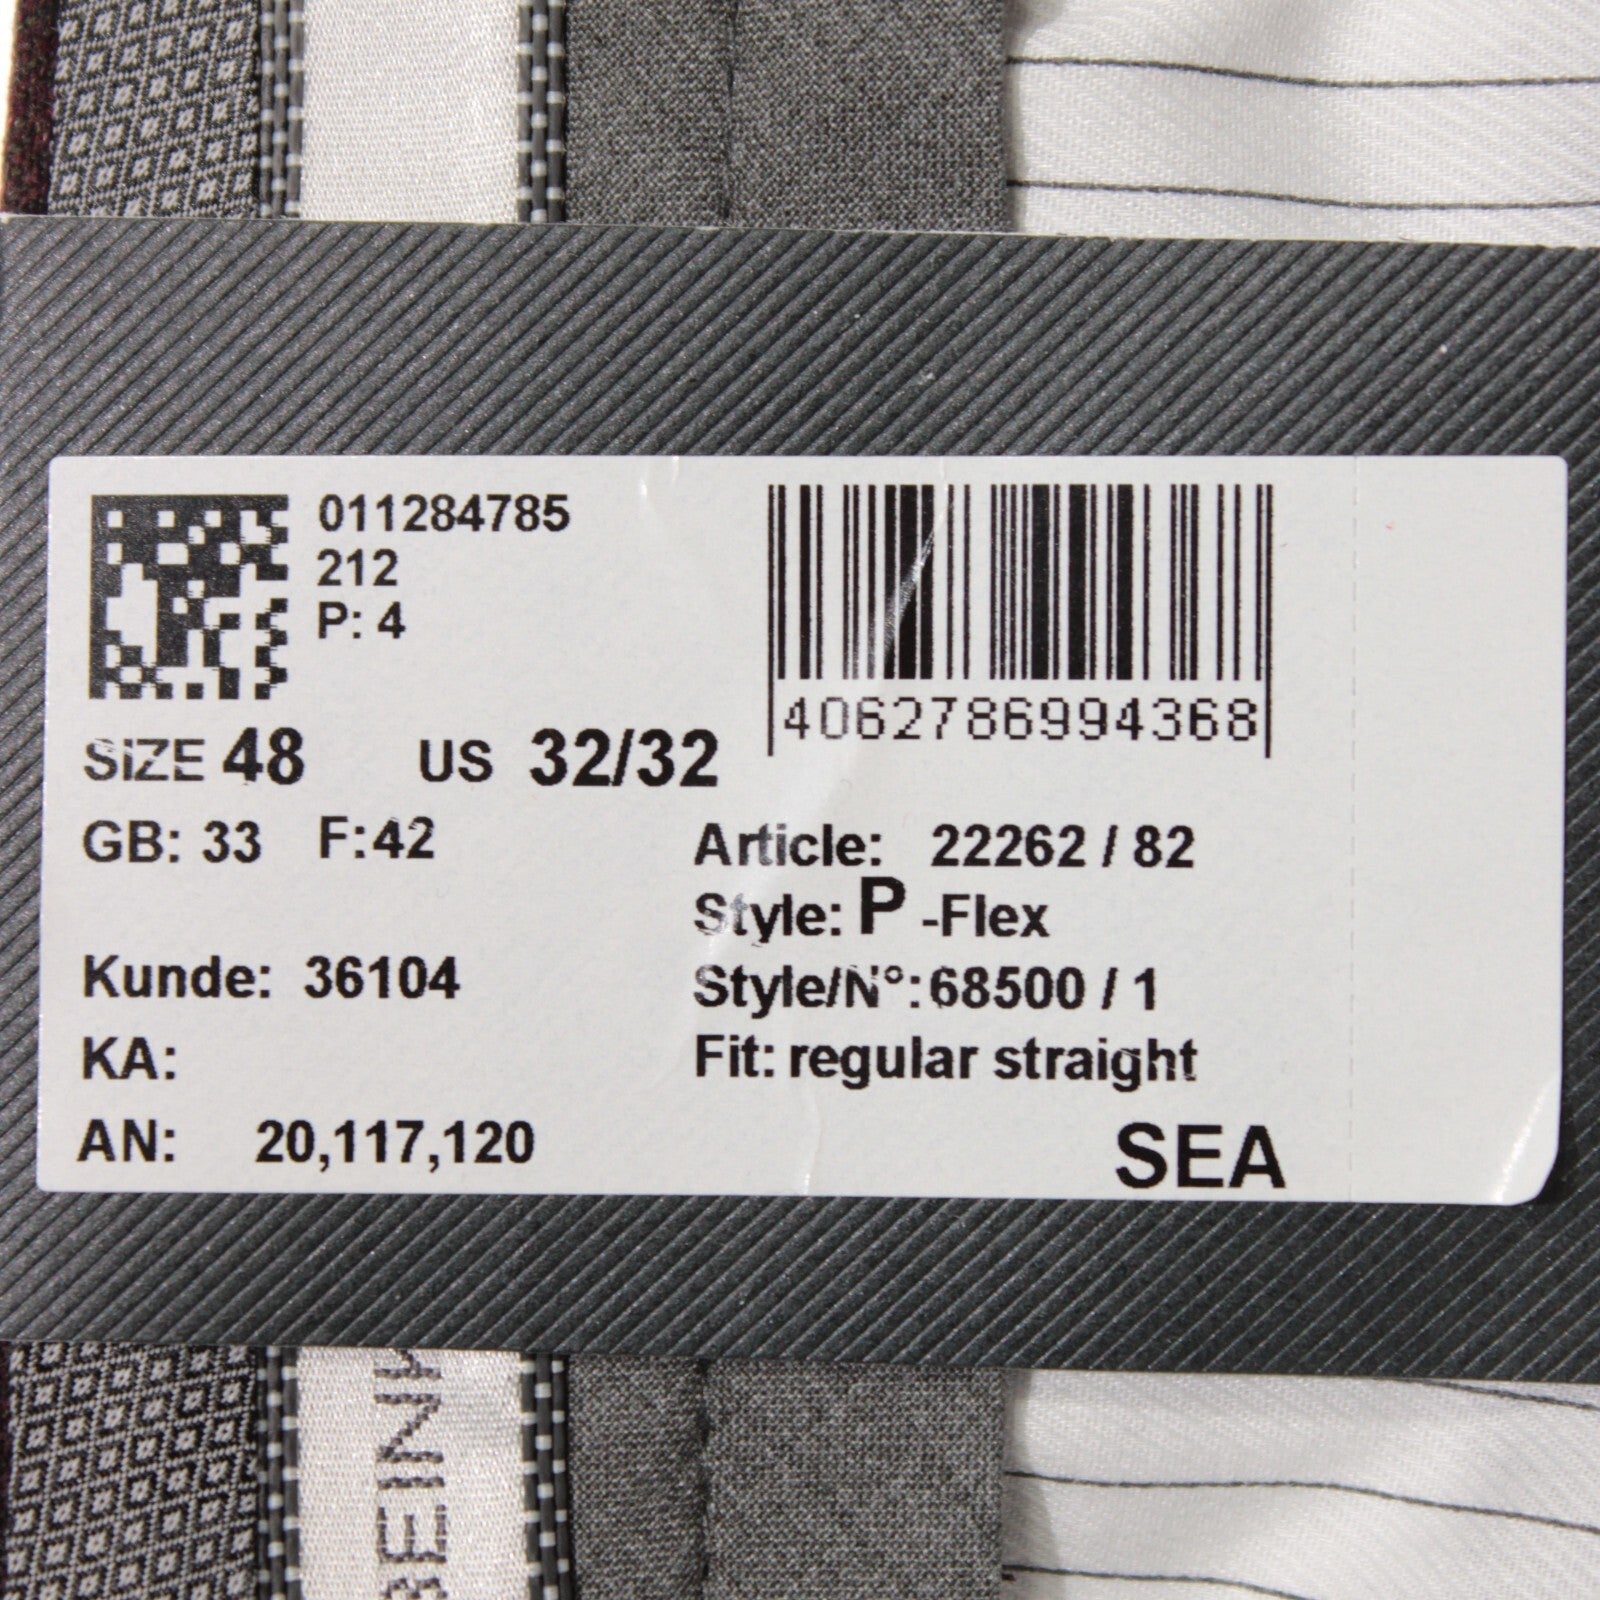 011284785
212
P: 4
4062786994368
SIZE 48 US 32/32
GB: 33 F:42
Article: 22262 / 82
Style: P -Flex
Kunde: 36104
Style/N°: 68500 / 1
KA:
Fit: regular straight
AN: 20,117,120
SEA
BEIN